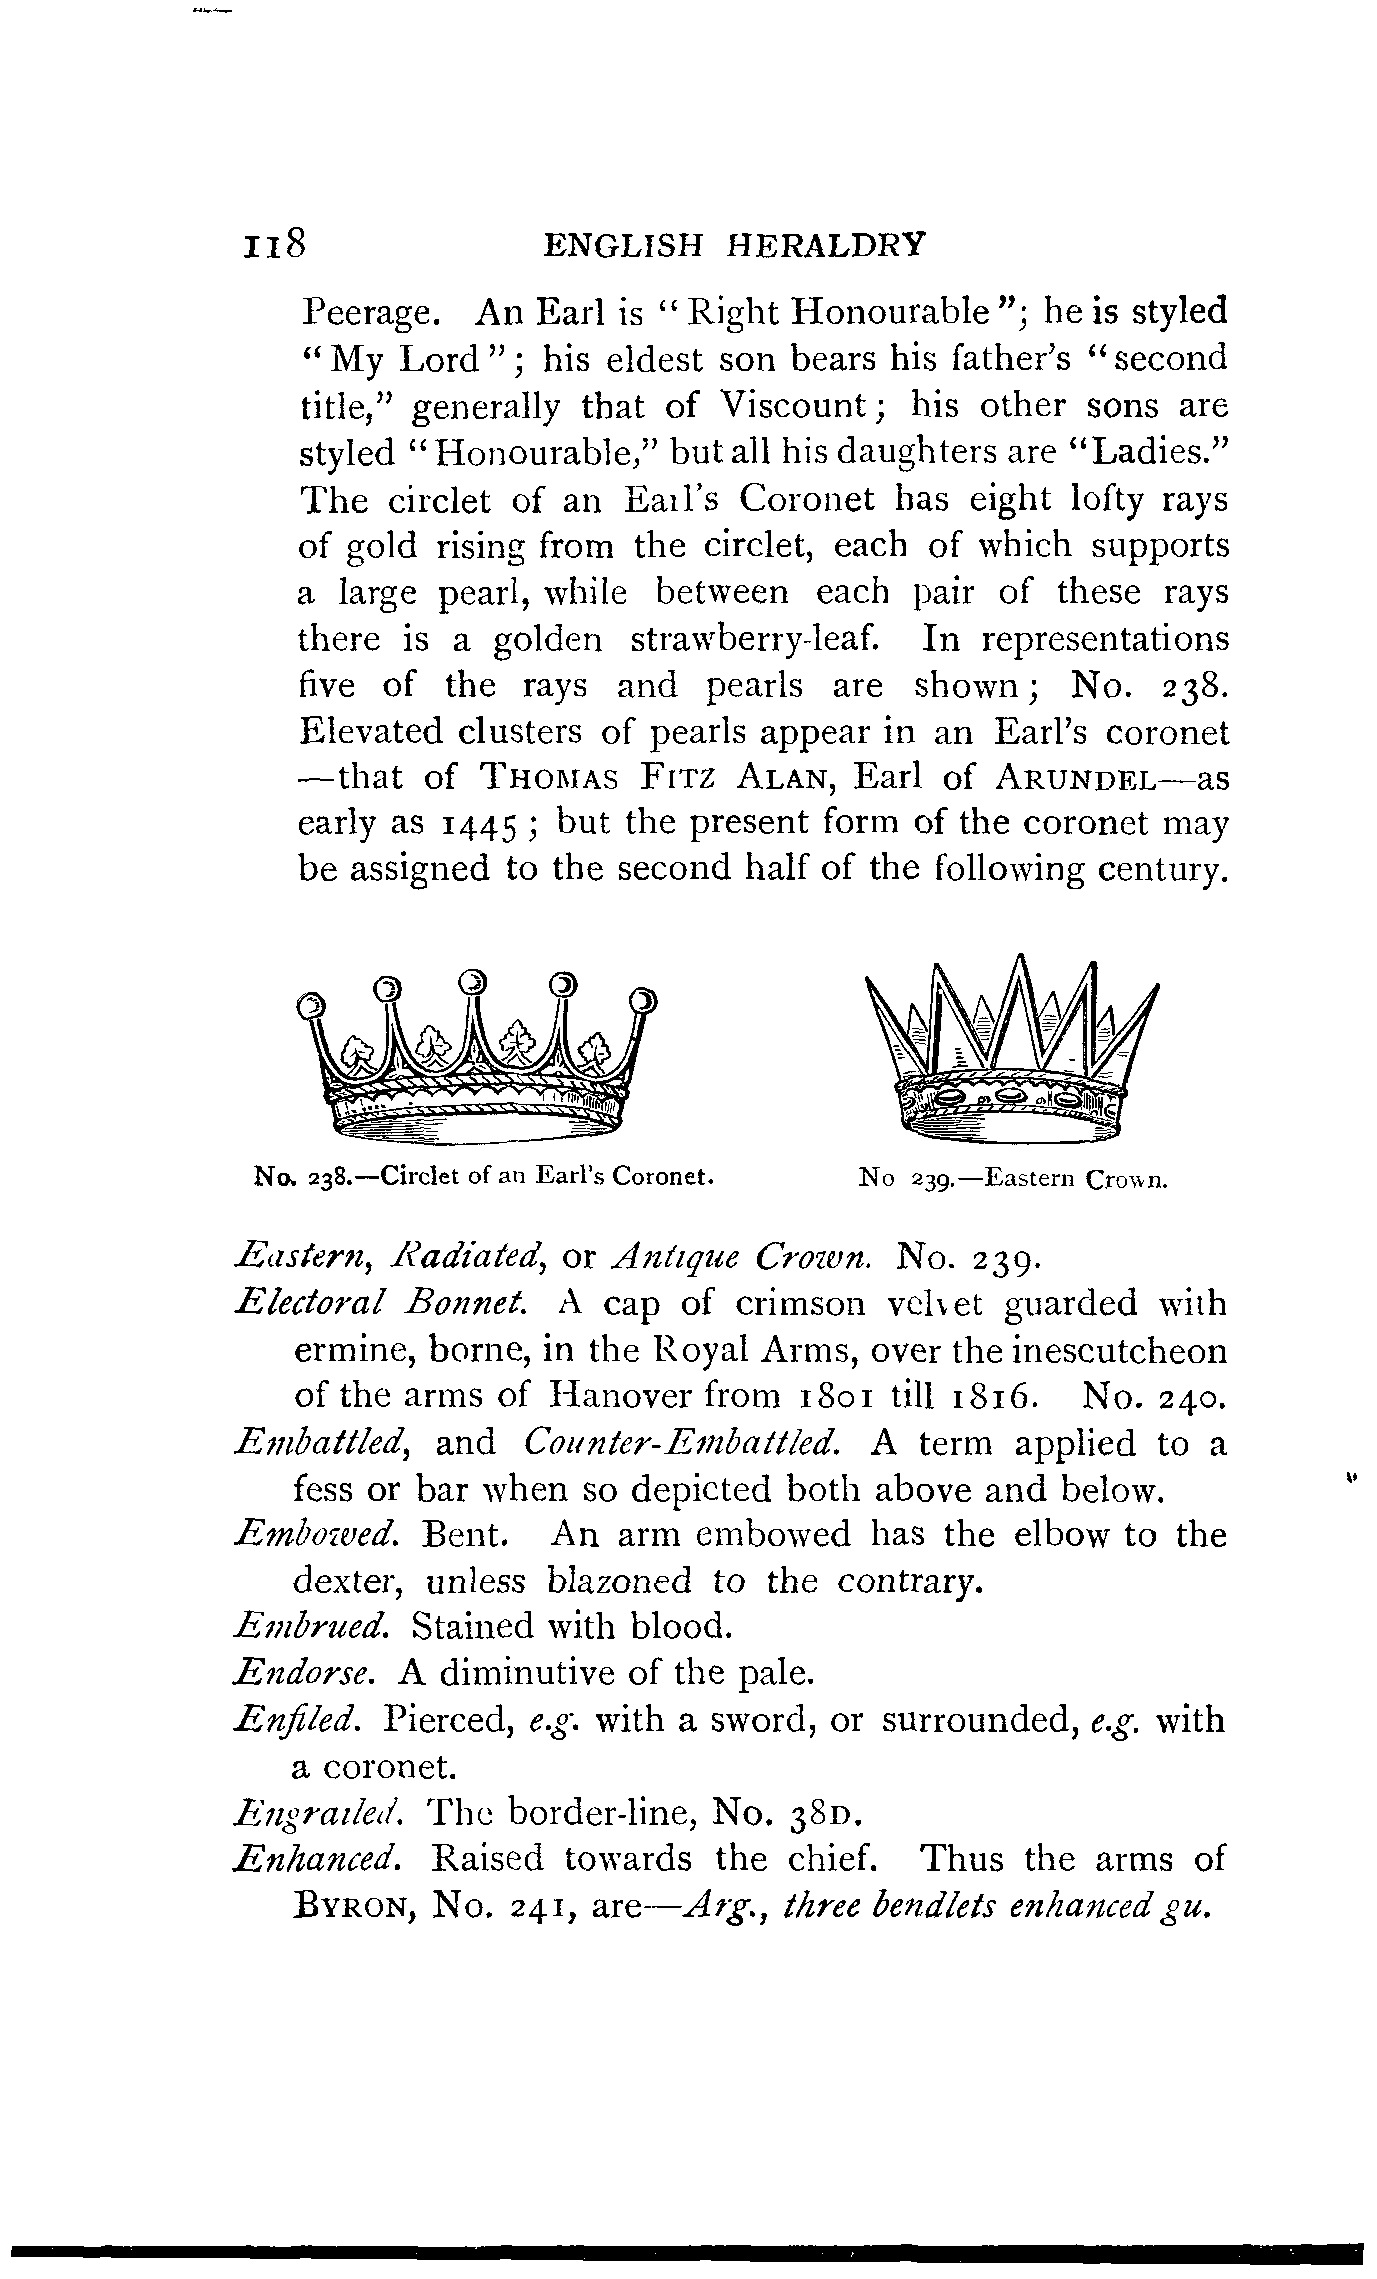 118 ENGLISH HERALDRY
Peerage. An Earl is "Right Honourable"; he is styled
"My Lord"; his eldest son bears his father's "second
title," generally that of Viscount; his other sons are
styled "Honourable," but all his daughters are "Ladies."
The circlet of an Earl's Coronet has eight lofty rays
of gold rising from the circlet, each of which supports
a large pearl, while between each pair of these rays
there is a golden strawberry-leaf. In representations
five of the rays and pearls are shown; No. 238.
Elevated clusters of pearls appear in an Earl's coronet
—that of THOMAS FITZ ALAN, Earl of ARUNDEL—as
early as 1445; but the present form of the coronet may
be assigned to the second half of the following century.
No. 238.—Circlet of an Earl's Coronet.
No 239.—Eastern Crown.
Eastern, Radiated, or Antique Crown. No. 239.
Electoral Bonnet. A cap of crimson velvet guarded with
ermine, borne, in the Royal Arms, over the inescutcheon
of the arms of Hanover from 1801 till 1816. No. 240.
Embattled, and Counter-Embattled. A term applied to a
fess or bar when so depicted both above and below.
Embowed. Bent. An arm embowed has the elbow to the
dexter, unless blazoned to the contrary.
Embrued. Stained with blood.
Endorse. A diminutive of the pale.
Enfiled. Pierced, e.g. with a sword, or surrounded, e.g. with
a coronet.
Engrailed. The border-line, No. 38D.
Enhanced. Raised towards the chief. Thus the arms of
BYRON, No. 241, are—Arg., three bendlets enhanced gu.